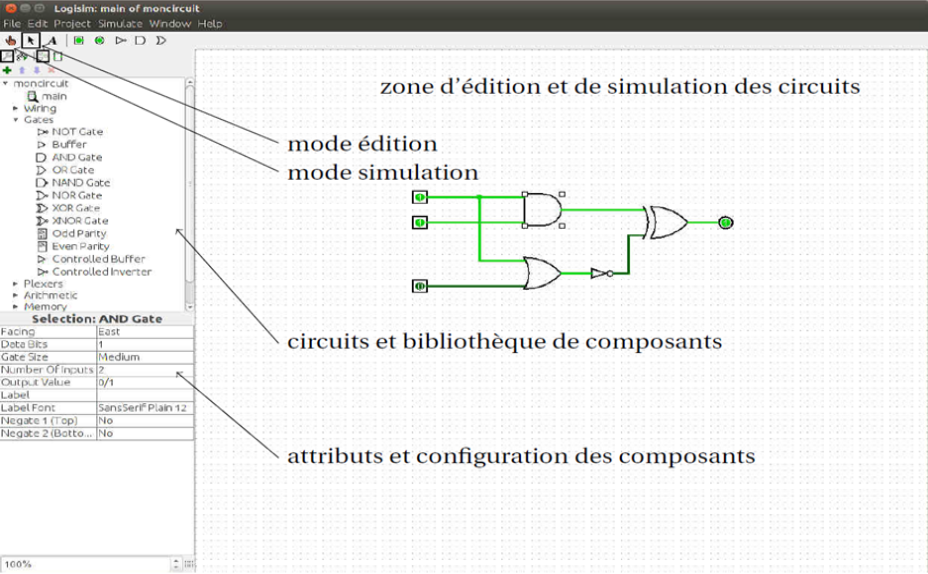 Logisim: main of moncircuit
File Edit Project Simulate Window Help
A
zone d’édition et de simulation des circuits
moncircuit
main
Wiring
Gates
NOT Gate
Buffer
AND Gate
OR Gate
NAND Gate
NOR Gate
XOR Gate
XNOR Gate
Odd Parity
Even Parity
Controlled Buffer
Controlled Inverter
Plexers
Arithmetic
Memory
mode édition
mode simulation
circuits et bibliothèque de composants
Selection: AND Gate
Facing East
Data Bits 1
Gate Size Medium
Number Of Inputs 2
Output Value 0/1
Label
Label Font SansSerif Plain 12
Negate 1 (Top) No
Negate 2 (Botto... No
attributs et configuration des composants
100%